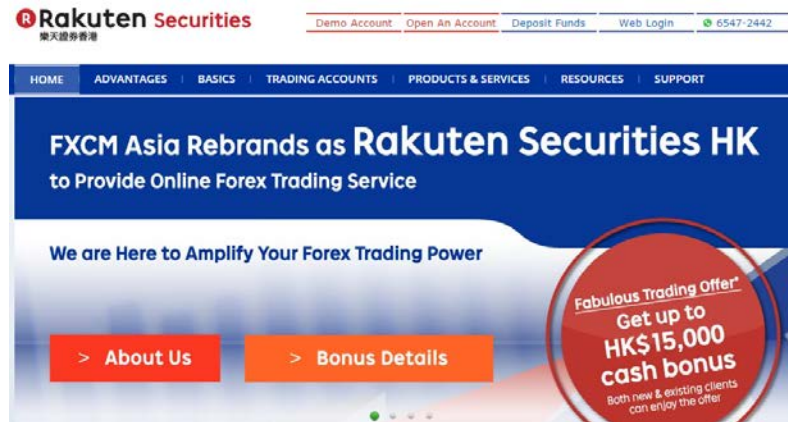 Rakuten Securities
樂天證券香港
Demo Account Open An Account Deposit Funds Web Login 6547-2442
HOME ADVANTAGES BASICS TRADING ACCOUNTS PRODUCTS & SERVICES RESOURCES SUPPORT
FXCM Asia Rebrands as Rakuten Securities HK
to Provide Online Forex Trading Service
We are Here to Amplify Your Forex Trading Power
> About Us
> Bonus Details
Fabulous Trading Offer*
Get up to
HK$15,000
cash bonus
Both new & existing clients
can enjoy the offer